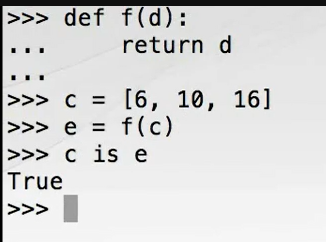 >>> def f(d):
...     return d
...
>>> c = [6, 10, 16]
>>> e = f(c)
>>> c is e
True
>>>